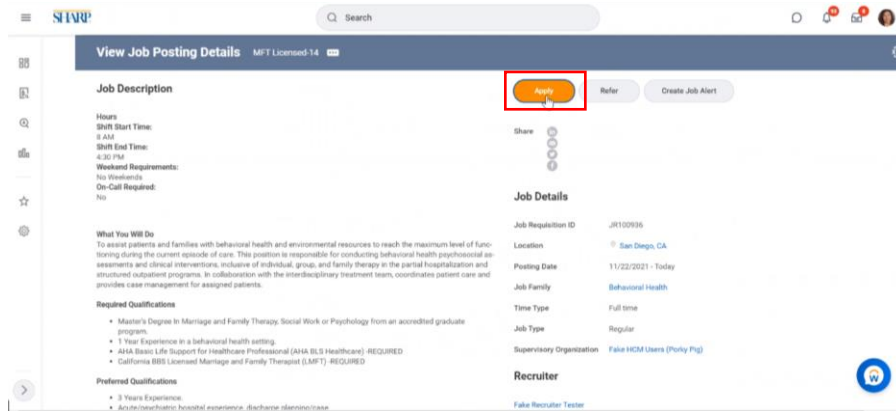 SHARP
Search
View Job Posting Details MFT Licensed-14
Job Description
Apply
Refer
Create Job Alert
Hours
Shift Start Time:
8 AM
Shift End Time:
4:30 PM
Weekend Requirements:
No Weekends
On-Call Required:
No
Share
Job Details
Job Requisition ID JR100936
Location San Diego, CA
Posting Date 11/22/2021 - Today
Job Family Behavioral Health
Time Type Full time
Job Type Regular
Supervisory Organization Fake HCM Users (Porky Pig)
Recruiter
Fake Recruiter Tester
What You Will Do
To assist patients and families with behavioral health and environmental resources to reach the maximum level of func-
tioning during the current episode of care. This position is responsible for conducting behavioral health psychosocial as-
sessments and clinical interventions, inclusive of individual, group, and family therapy in the partial hospitalization and
structured outpatient programs. In collaboration with the interdisciplinary treatment team, coordinates patient care and
provides case management for assigned patients.
Required Qualifications
• Master's Degree In Marriage and Family Therapy, Social Work or Psychology from an accredited graduate
program.
• 1 Year Experience in a behavioral health setting.
• AHA Basic Life Support for Healthcare Professional (AHA BLS Healthcare) -REQUIRED
• California BBS Licensed Marriage and Family Therapist (LMFT) -REQUIRED
Preferred Qualifications
• 3 Years Experience.
• Acute/psychiatric hospital experience, discharge planning/case